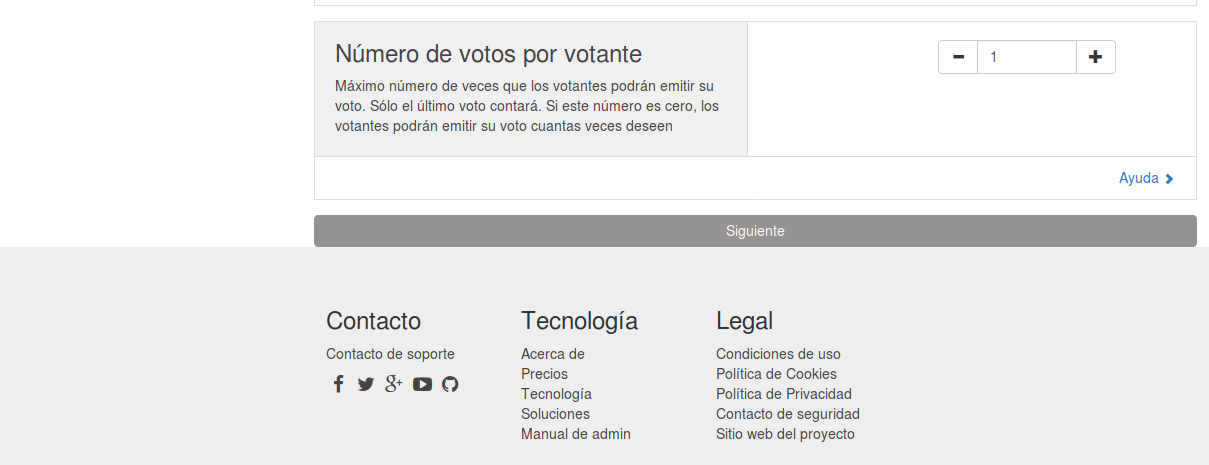 Número de votos por votante
Máximo número de veces que los votantes podrán emitir su
voto. Sólo el último voto contará. Si este número es cero, los
votantes podrán emitir su voto cuantas veces deseen
1
Ayuda
Siguiente
Contacto
Contacto de soporte
Tecnología
Acerca de
Precios
Tecnología
Soluciones
Manual de admin
Legal
Condiciones de uso
Política de Cookies
Política de Privacidad
Contacto de seguridad
Sitio web del proyecto